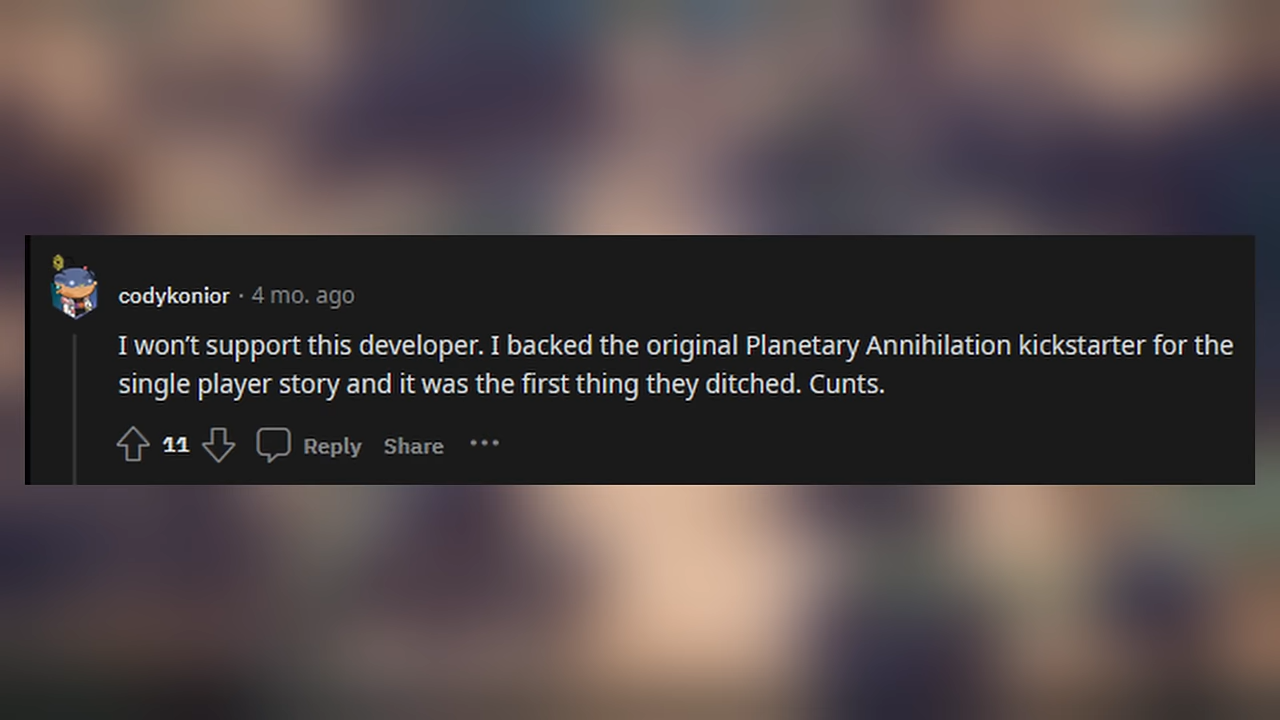 codykonior · 4 mo. ago
I won’t support this developer. I backed the original Planetary Annihilation kickstarter for the
single player story and it was the first thing they ditched. Cunts.
11 Reply Share ···